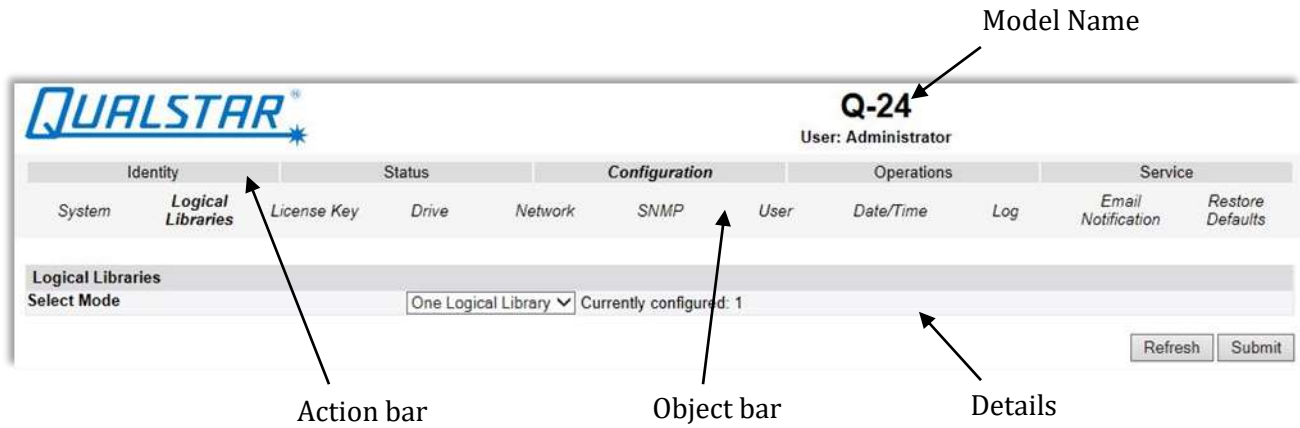 Model Name
QUALSTAR®
Q-24
User: Administrator
Identity Status Configuration Operations Service
System Logical Libraries License Key Drive Network SNMP User Date/Time Log Email Notification Restore Defaults
Logical Libraries
Select Mode One Logical Library Currently configured: 1
Refresh Submit
Action bar Object bar Details